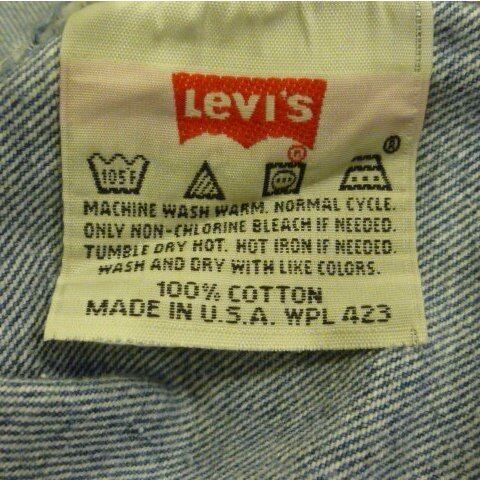 Levi's
®
®
105F
MACHINE WASH WARM. NORMAL CYCLE.
ONLY NON-CHLORINE BLEACH IF NEEDED.
TUMBLE DRY HOT. HOT IRON IF NEEDED.
WASH AND DRY WITH LIKE COLORS.
100% COTTON
MADE IN U.S.A. WPL 423